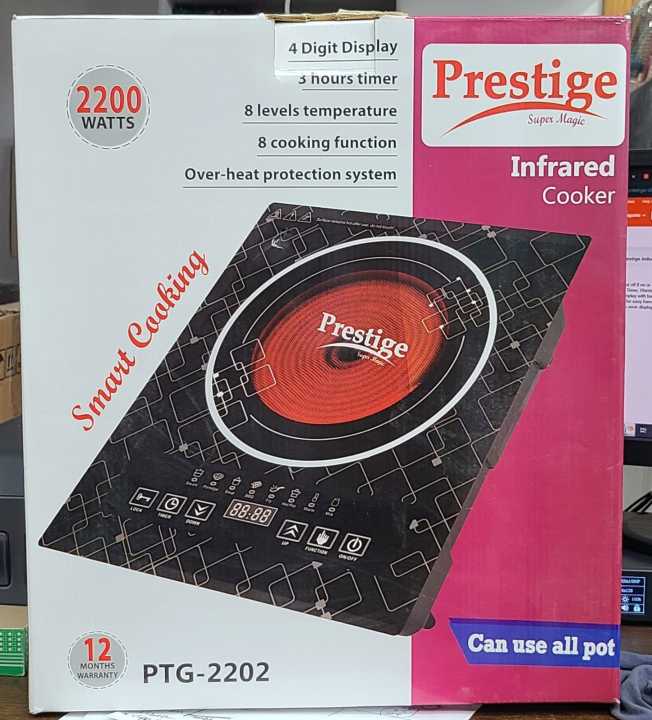 4 Digit Display
3 hours timer
8 levels temperature
8 cooking function
Over-heat protection system
2200
WATTS
Prestige
Super Magic
Infrared
Cooker
Smart Cooking
Prestige
Super Magic
LOCK
TIMER
DOWN
88:88
UP
FUNCTION
ON/OFF
12
MONTHS
WARRANTY
PTG-2202
Can use all pot